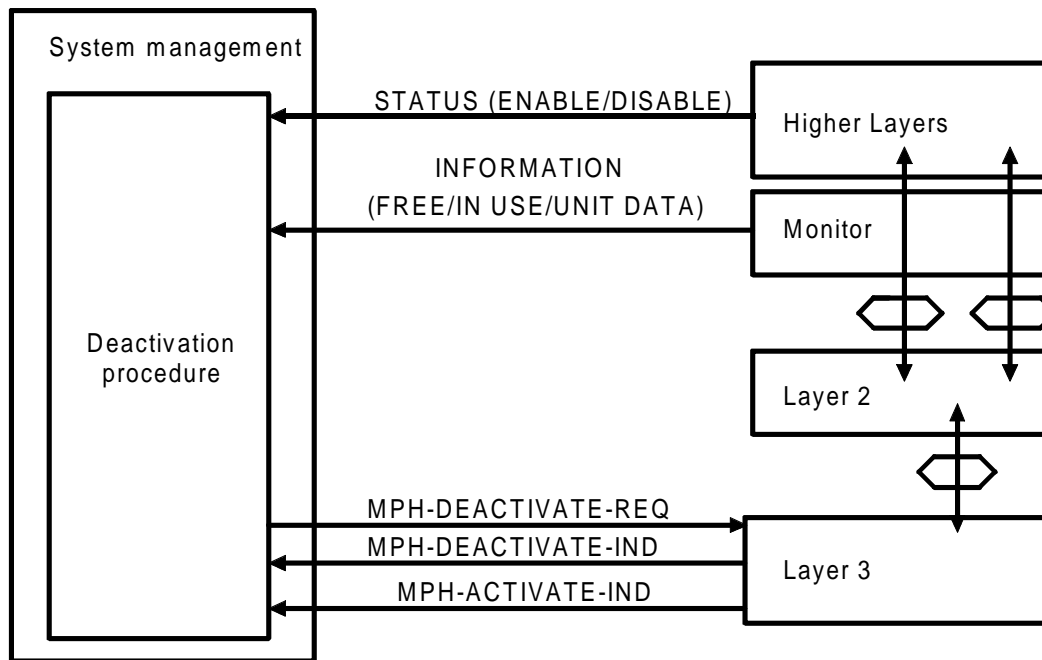 System management
STATUS (ENABLE/DISABLE)
Higher Layers
INFORMATION
(FREE/IN USE/UNIT DATA)
Monitor
Deactivation
procedure
Layer 2
MPH-DEACTIVATE-REQ
MPH-DEACTIVATE-IND
Layer 3
MPH-ACTIVATE-IND